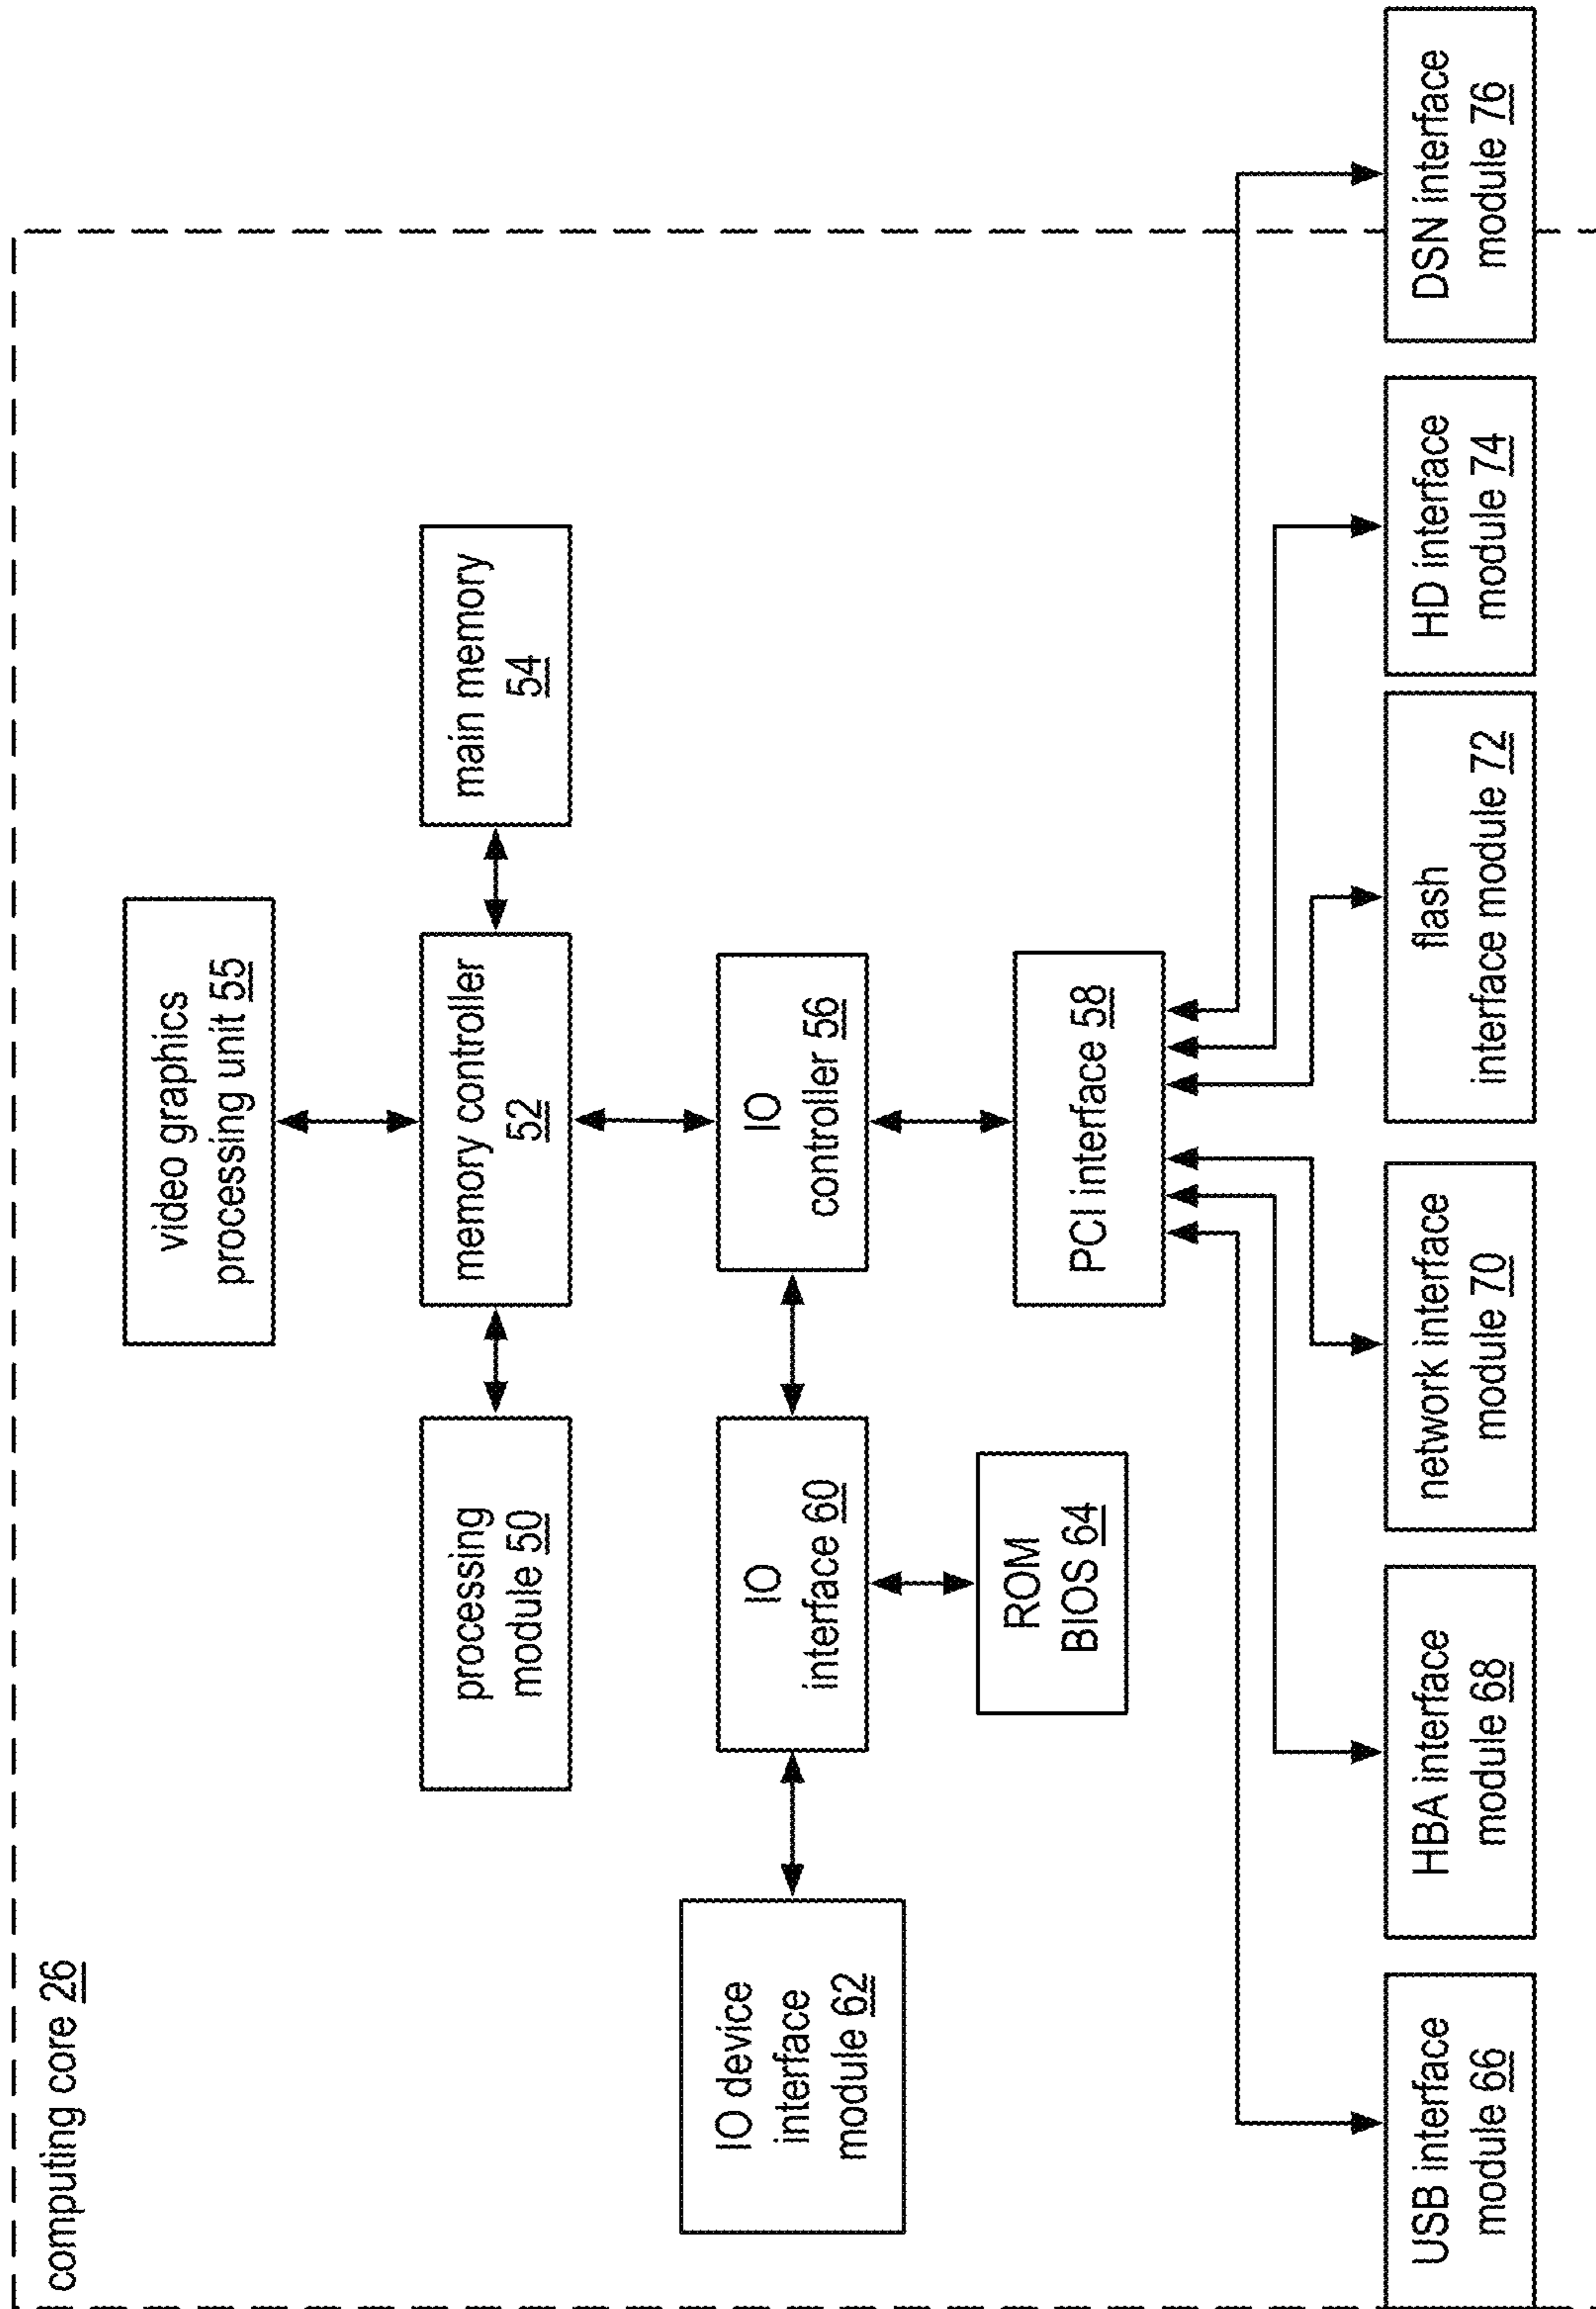 computing core 26
video graphics
processing unit 55
processing
module 50
memory controller
52
main memory
54
IO device
interface
module 62
IO
interface 60
IO
controller 56
ROM
BIOS 64
PCI interface 58
USB interface
module 66
HBA interface
module 68
network interface
module 70
flash
interface module 72
HD interface
module 74
DSN interface
module 76